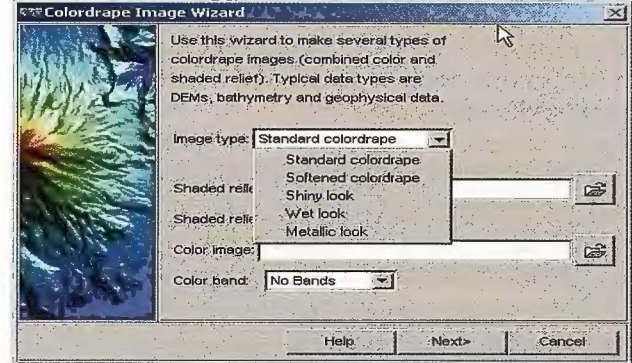 Colordrape Image Wizard
Use this wizard to make several types of
colordrape images (combined color and
shaded relief). Typical data types are
DEMs, bathymetry and geophysical data.
Image type: Standard colordrape
Standard colordrape
Softened colordrape
Shaded relie
Shiny look
Wet look
Shaded relie
Metallic look
Color image:
Color band: No Bands
Help Next> Cancel